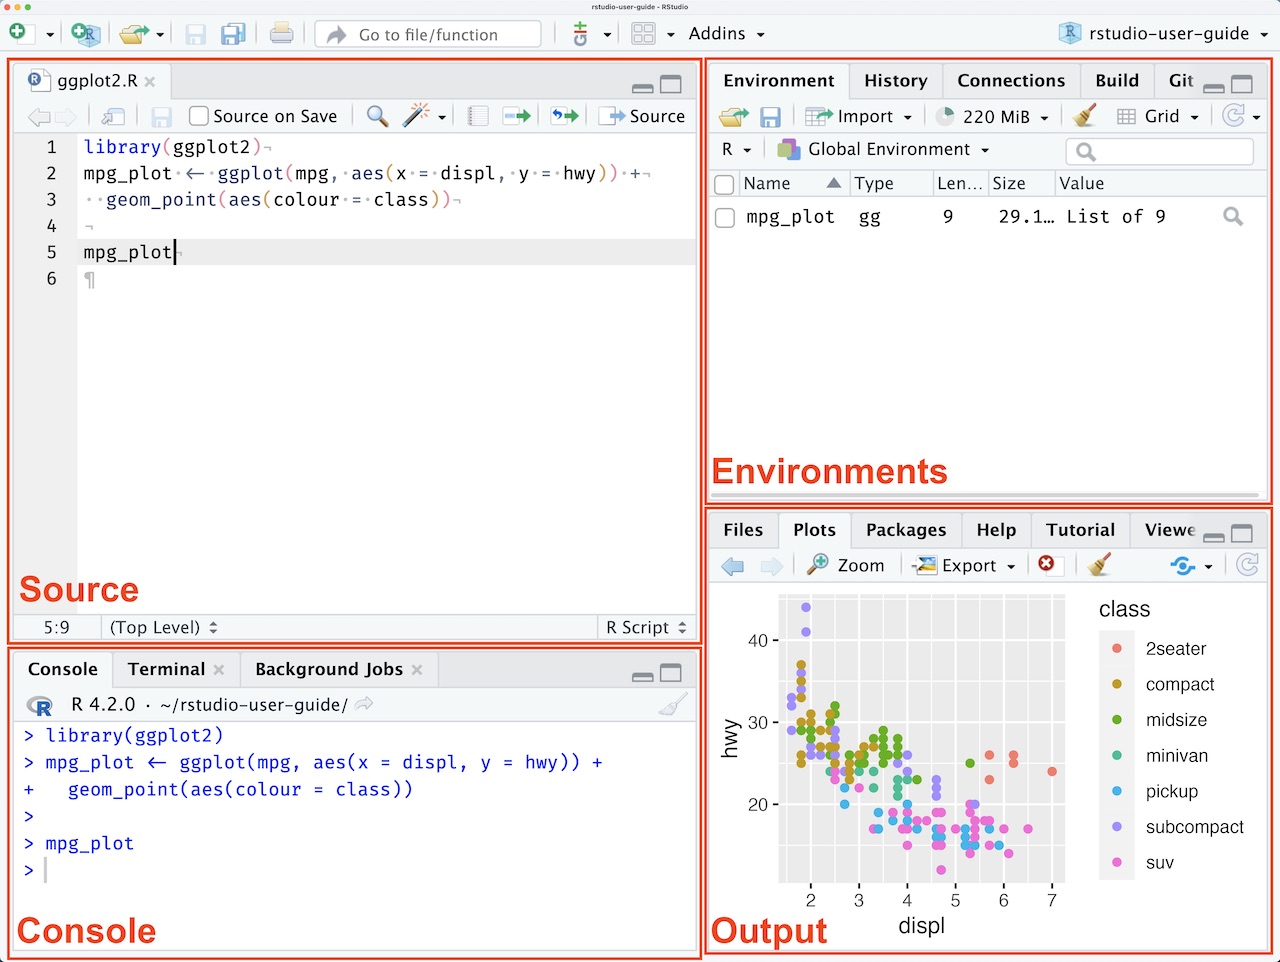 rstudio-user-guide - RStudio
Go to file/function
Git
Addins
rstudio-user-guide
ggplot2.R
Source on Save
Source
1 library(ggplot2)¬
2 mpg_plot·<-·ggplot(mpg,·aes(x·=·displ,·y·=·hwy))·+¬
3 ··geom_point(aes(colour·=·class))¬
4 ¬
5 mpg_plot¬
6 ¶
Source
5:9 (Top Level) R Script
Console Terminal Background Jobs
R 4.2.0 · ~/rstudio-user-guide/
> library(ggplot2)
> mpg_plot <- ggplot(mpg, aes(x = displ, y = hwy)) +
+   geom_point(aes(colour = class))
>
> mpg_plot
>
Console
Environment History Connections Build Git
Import 220 MiB Grid
R Global Environment
Name Type Len... Size Value
mpg_plot gg 9 29.1... List of 9
Environments
Files Plots Packages Help Tutorial Viewe
Zoom Export
class
2seater
compact
midsize
minivan
pickup
subcompact
suv
40
30
20
hwy
2 3 4 5 6 7
displ
Output